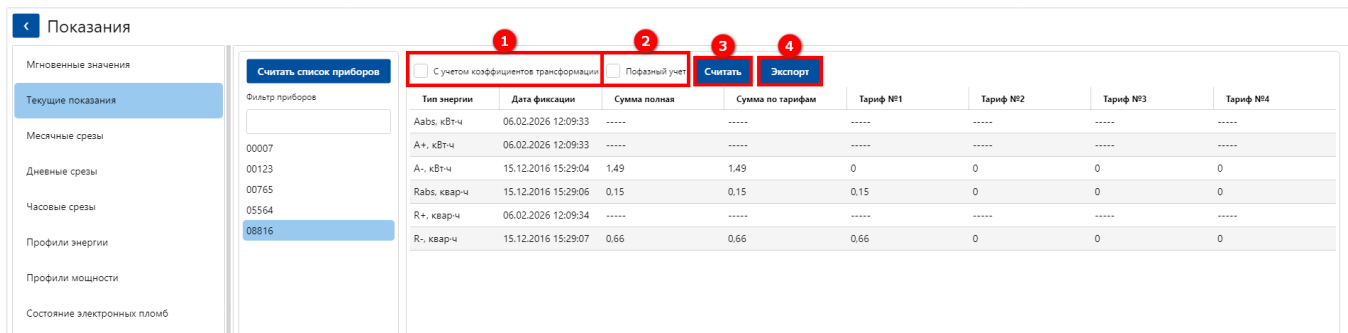 Показания
1 2 3 4
Мгновенные значения
Текущие показания
Месячные срезы
Дневные срезы
Часовые срезы
Профили энергии
Профили мощности
Состояние электронных пломб
Считать список приборов
Фильтр приборов
00007
00123
00765
05564
08816
С учетом коэффициентов трансформации Пофазный учет Считать Экспорт
Тип энергии Дата фиксации Сумма полная Сумма по тарифам Тариф №1 Тариф №2 Тариф №3 Тариф №4
Aabs, кВт·ч 06.02.2026 12:09:33 ----- ----- ----- ----- ----- -----
A+, кВт·ч 06.02.2026 12:09:33 ----- ----- ----- ----- ----- -----
A-, кВт·ч 15.12.2016 15:29:04 1,49 1,49 0 0 0 0
Rabs, квар·ч 15.12.2016 15:29:06 0,15 0,15 0,15 0 0 0
R+, квар·ч 06.02.2026 12:09:34 ----- ----- ----- ----- ----- -----
R-, квар·ч 15.12.2016 15:29:07 0,66 0,66 0,66 0 0 0